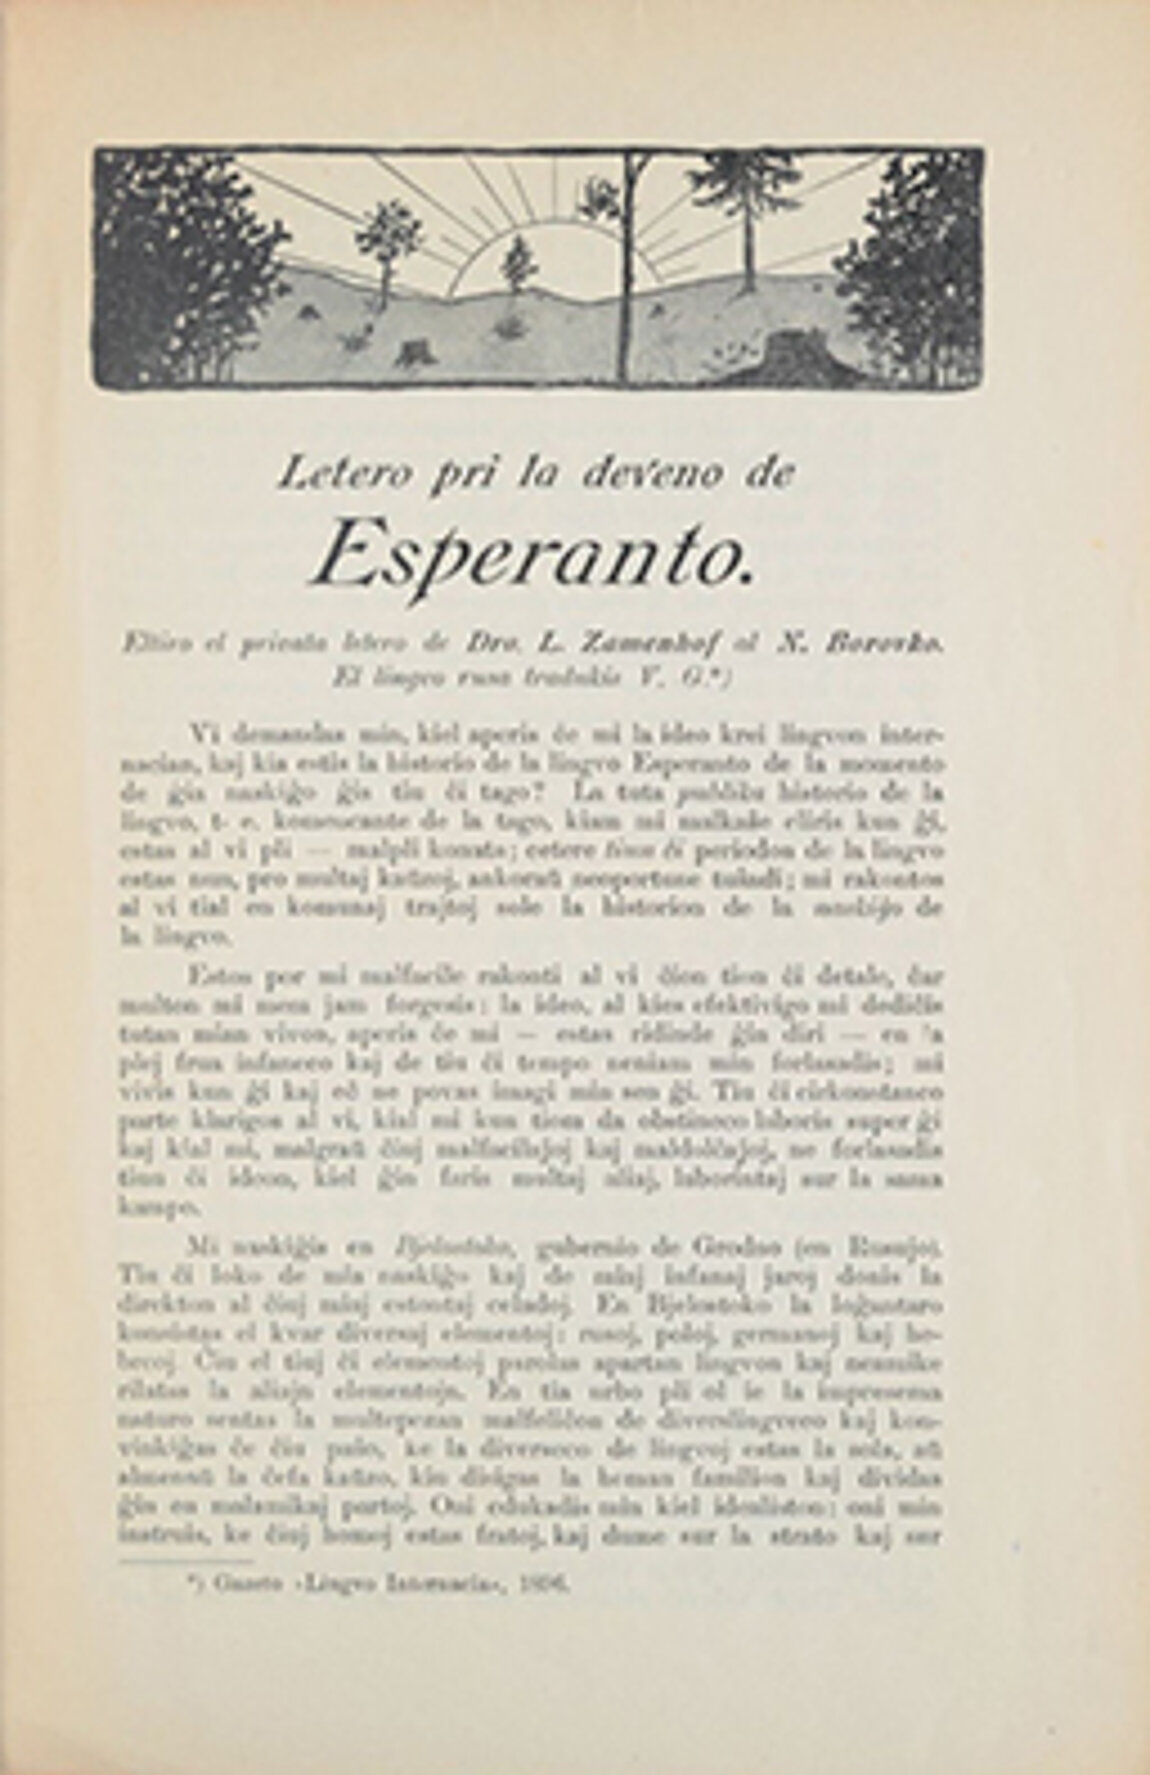 Letero pri la deveno de
Esperanto.
Eltiro el privata letero de Dro. L. Zamenhof al N. Borovko.
El lingvo rusa tradukis V. G.*)
Vi demandas min, kiel aperis ĉe mi la ideo krei lingvon inter-
nacian, kaj kia estis la historio de la lingvo Esperanto de la momento
de ĝia naskiĝo ĝis tiu ĉi tago? La tuta publika historio de la
lingvo, t. e. komencante de la tago, kiam mi malkaŝe eliris kun ĝi,
estas al vi pli — malpli konata; cetere tiun ĉi periodon de la lingvo
estas nun, pro multaj kaŭzoj, ankoraŭ neoportune tuŝadi; mi rakontos
al vi tial en komunaj trajtoj sole la historion de la naskiĝo de
la lingvo.
Estos por mi malfacile rakonti al vi ĉion tion ĉi detale, ĉar
multon mi mem jam forgesis: la ideo, al kies efektivigo mi dediĉis
tutan mian vivon, aperis ĉe mi — estas ridinde ĝin diri — en la
plej frua infaneco kaj de tiu ĉi tempo neniam min forlasadis; mi
vivis kun ĝi kaj eĉ ne povas imagi min sen ĝi. Tiu ĉi cirkonstanco
parte klarigos al vi, kial mi kun tiom da obstineco laboris super ĝi
kaj kial mi, malgraŭ ĉiuj malfacilaĵoj kaj maldolĉaĵoj, ne forlasadis
tiun ĉi ideon, kiel ĝin faris multaj aliaj, laborintaj sur la sama
kampo.
Mi naskiĝis en Bjelostoko, gubernio de Grodno (en Rusujo).
Tiu ĉi loko de mia naskiĝo kaj de miaj infanaj jaroj donis la
direkton al ĉiuj miaj estontaj celadoj. En Bjelostoko la loĝantaro
konsistas el kvar diversaj elementoj: rusoj, poloj, germanoj kaj he-
breoj. Ĉiu el tiuj ĉi elementoj parolas apartan lingvon kaj neamike
rilatas la aliajn elementojn. En tia urbo pli ol ie la impresema
naturo sentas la multepezan malfeliĉon de diverslingveco kaj kon-
vinkiĝas ĉe ĉiu paŝo, ke la diverseco de lingvoj estas la sola, aŭ
almenaŭ la ĉefa kaŭzo, kiu disigas la homan familion kaj dividas
ĝin en malamikaj partoj. Oni edukadis min kiel idealiston: oni min
instruis, ke ĉiuj homoj estas fratoj, kaj dume sur la strato kaj sur
*) Gazeto «Lingvo Internacia», 1896.